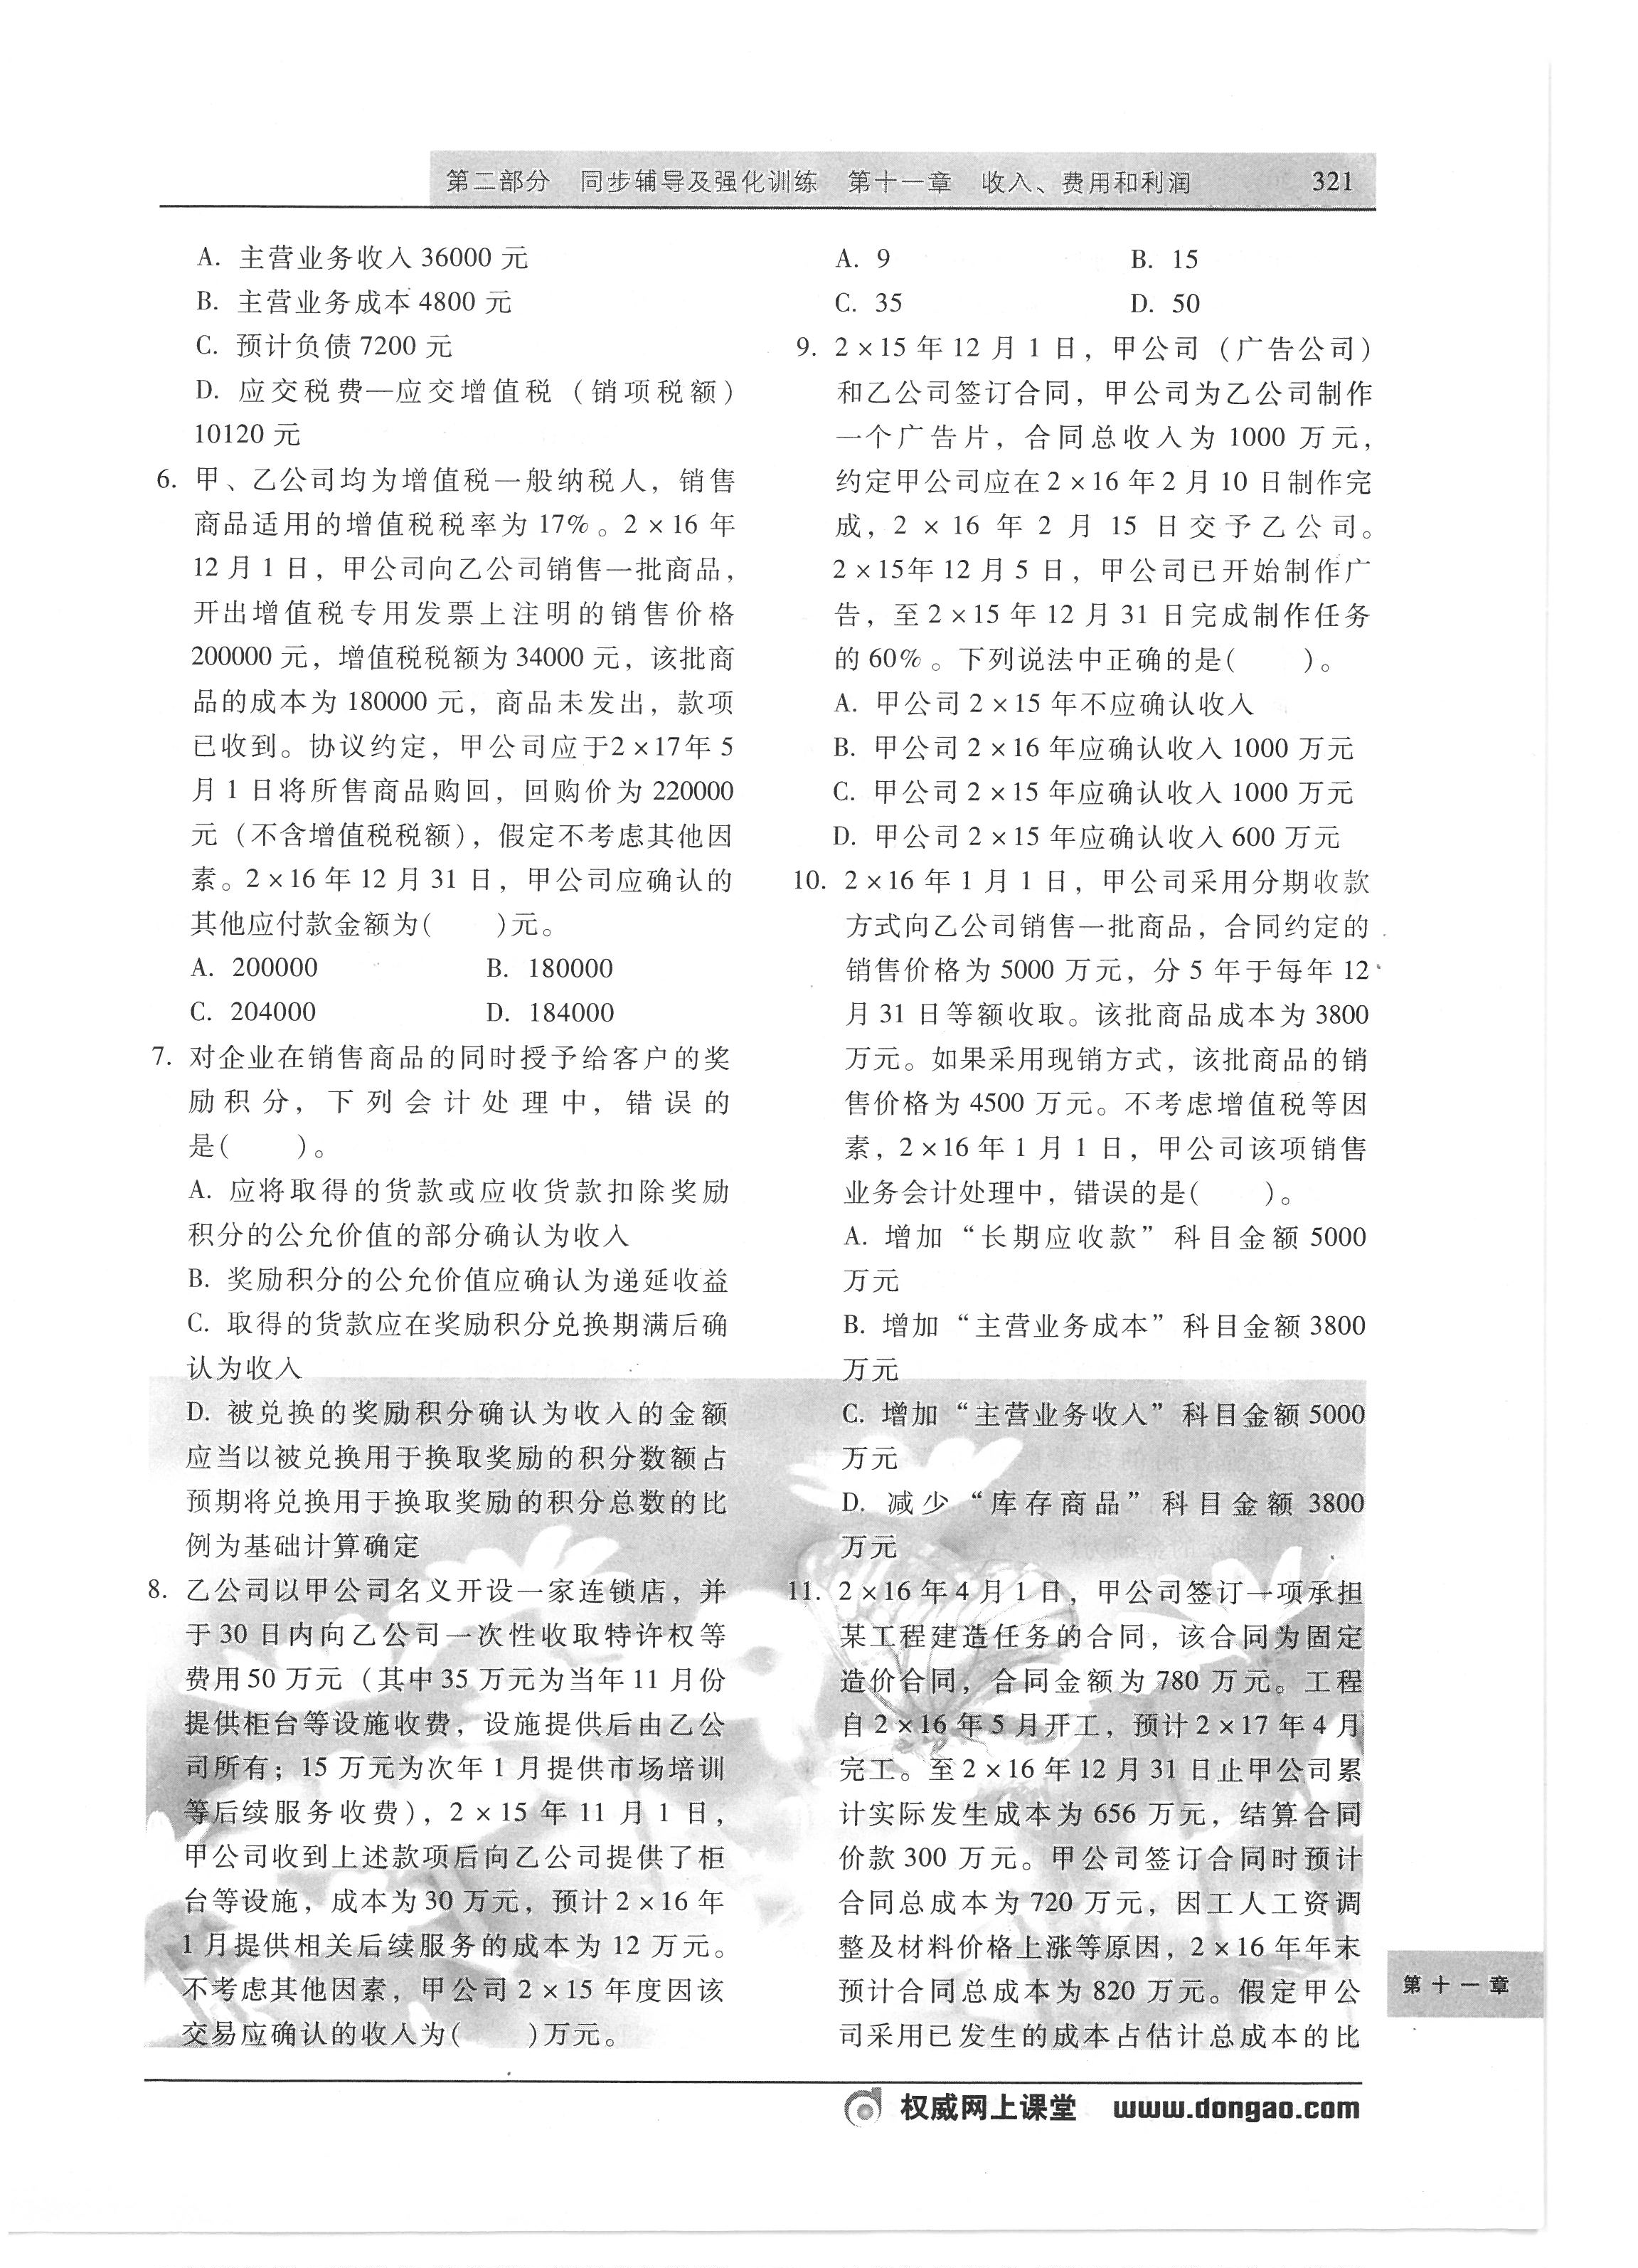 第二部分 同步辅导及强化训练 第十一章 收入、费用和利润 321
A. 主营业务收入 36000 元
B. 主营业务成本 4800 元
C. 预计负债 7200 元
D. 应交税费—应交增值税（销项税额）
10120 元
6. 甲、乙公司均为增值税一般纳税人，销售
商品适用的增值税税率为 17%。2×16 年
12 月 1 日，甲公司向乙公司销售一批商品，
开出增值税专用发票上注明的销售价格
200000 元，增值税税额为 34000 元，该批商
品的成本为 180000 元，商品未发出，款项
已收到。协议约定，甲公司应于2×17年 5
月 1 日将所售商品购回，回购价为 220000
元（不含增值税税额），假定不考虑其他因
素。2×16 年 12 月 31 日，甲公司应确认的
其他应付款金额为( )元。
A. 200000 B. 180000
C. 204000 D. 184000
7. 对企业在销售商品的同时授予给客户的奖
励积分，下列会计处理中，错误的
是( )。
A. 应将取得的货款或应收货款扣除奖励
积分的公允价值的部分确认为收入
B. 奖励积分的公允价值应确认为递延收益
C. 取得的货款应在奖励积分兑换期满后确
认为收入
D. 被兑换的奖励积分确认为收入的金额
应当以被兑换用于换取奖励的积分数额占
预期将兑换用于换取奖励的积分总数的比
例为基础计算确定
8. 乙公司以甲公司名义开设一家连锁店，并
于 30 日内向乙公司一次性收取特许权等
费用 50 万元（其中 35 万元为当年 11 月份
提供柜台等设施收费，设施提供后由乙公
司所有；15 万元为次年 1 月提供市场培训
等后续服务收费），2×15 年 11 月 1 日，
甲公司收到上述款项后向乙公司提供了柜
台等设施，成本为 30 万元，预计 2×16 年
1 月提供相关后续服务的成本为 12 万元。
不考虑其他因素，甲公司 2×15 年度因该
交易应确认的收入为( )万元。
A. 9 B. 15
C. 35 D. 50
9. 2×15 年 12 月 1 日，甲公司（广告公司）
和乙公司签订合同，甲公司为乙公司制作
一个广告片，合同总收入为 1000 万元，
约定甲公司应在 2×16 年 2 月 10 日制作完
成，2×16 年 2 月 15 日交予乙公司。
2×15年 12 月 5 日，甲公司已开始制作广
告，至 2×15 年 12 月 31 日完成制作任务
的 60%。下列说法中正确的是( )。
A. 甲公司 2×15 年不应确认收入
B. 甲公司 2×16 年应确认收入 1000 万元
C. 甲公司 2×15 年应确认收入 1000 万元
D. 甲公司 2×15 年应确认收入 600 万元
10. 2×16 年 1 月 1 日，甲公司采用分期收款
方式向乙公司销售一批商品，合同约定的
销售价格为 5000 万元，分 5 年于每年 12
月 31 日等额收取。该批商品成本为 3800
万元。如果采用现销方式，该批商品的销
售价格为 4500 万元。不考虑增值税等因
素，2×16 年 1 月 1 日，甲公司该项销售
业务会计处理中，错误的是( )。
A. 增加“长期应收款”科目金额 5000
万元
B. 增加“主营业务成本”科目金额 3800
万元
C. 增加“主营业务收入”科目金额 5000
万元
D. 减少“库存商品”科目金额 3800
万元
11. 2×16 年 4 月 1 日，甲公司签订一项承担
某工程建造任务的合同，该合同为固定
造价合同，合同金额为 780 万元。工程
自 2×16 年 5 月开工，预计 2×17 年 4 月
完工。至 2×16 年 12 月 31 日止甲公司累
计实际发生成本为 656 万元，结算合同
价款 300 万元。甲公司签订合同时预计
合同总成本为 720 万元，因工人工资调
整及材料价格上涨等原因，2×16 年年末
预计合同总成本为 820 万元。假定甲公
司采用已发生的成本占估计总成本的比
第十一章
权威网上课堂 www.dongao.com